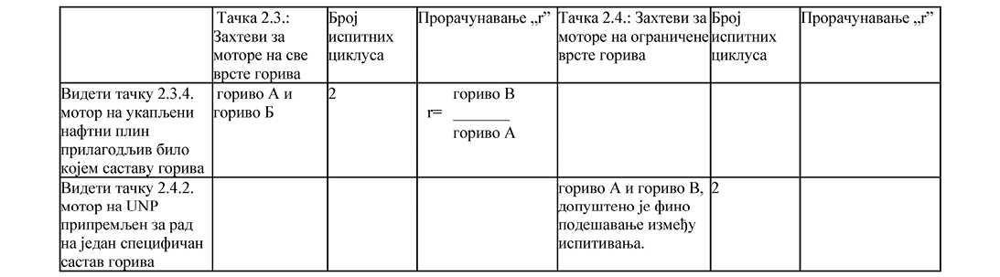 Тачка 2.3.:
Захтеви за
моторе на све
врсте горива
Број
испитних
циклуса
Прорачунавање „r”
Тачка 2.4.: Захтеви за
моторе на ограничене
врсте горива
Број
испитних
циклуса
Прорачунавање „r”
Видети тачку 2.3.4.
мотор на укапљени
нафтни плин
прилагодљив било
којем саставу горива
гориво А и
гориво Б
2
гориво В
r=
гориво А
Видети тачку 2.4.2.
мотор на UNP
припремљен за рад
на један специфичан
састав горива
гориво А и гориво В,
допуштено је фино
подешавање између
испитивања.
2